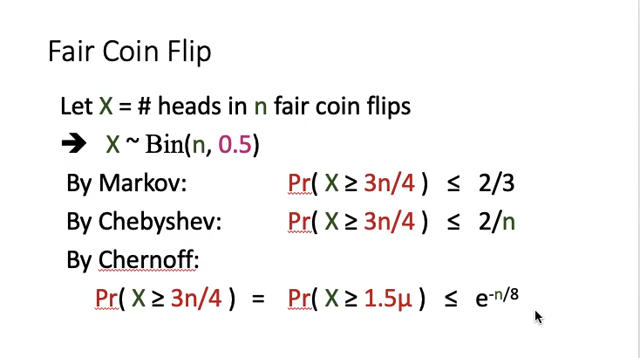 Fair Coin Flip
Let X = # heads in n fair coin flips
➔ X ~ Bin(n, 0.5)
By Markov: Pr( X ≥ 3n/4 ) ≤ 2/3
By Chebyshev: Pr( X ≥ 3n/4 ) ≤ 2/n
By Chernoff:
Pr( X ≥ 3n/4 ) = Pr( X ≥ 1.5μ ) ≤ e^-n/8